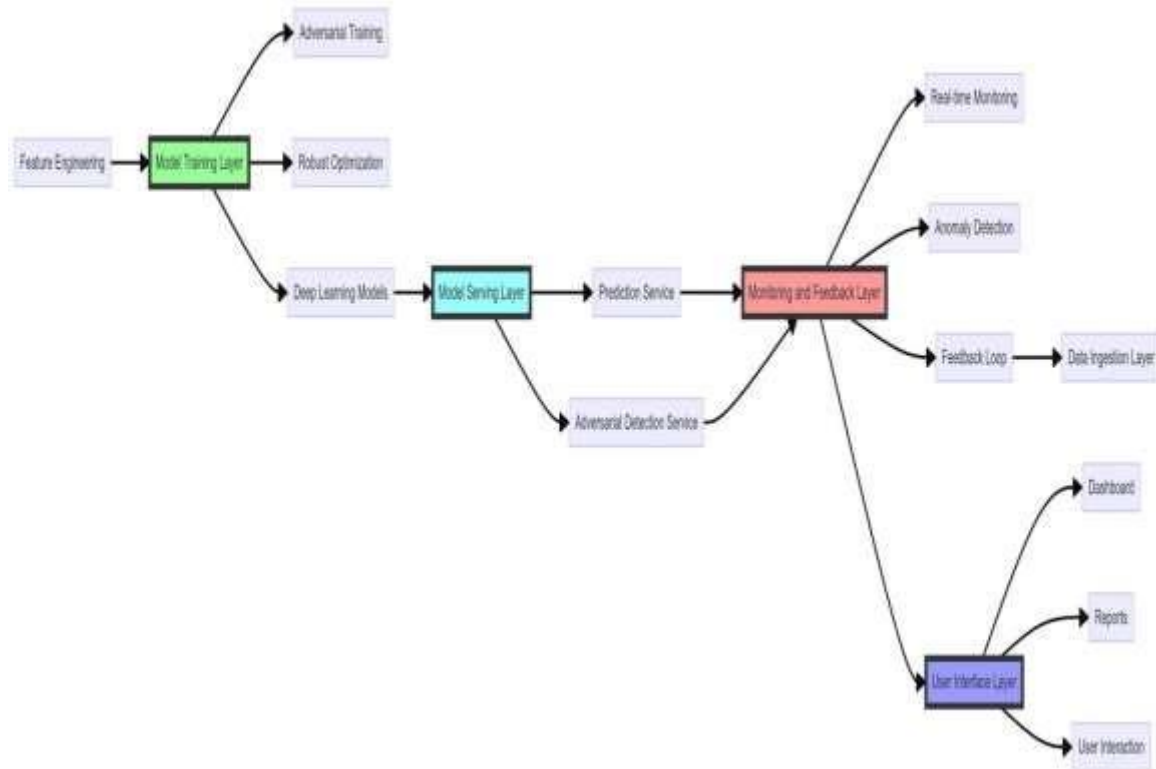 Adversarial Training
Real-time Monitoring
Feature Engineering
Model Training Layer
Robust Optimization
Anomaly Detection
Deep Learning Models
Model Serving Layer
Prediction Service
Monitoring and Feedback Layer
Feedback Loop
Data Ingestion Layer
Adversarial Detection Service
Dashboard
Reports
User Interface Layer
User Interaction